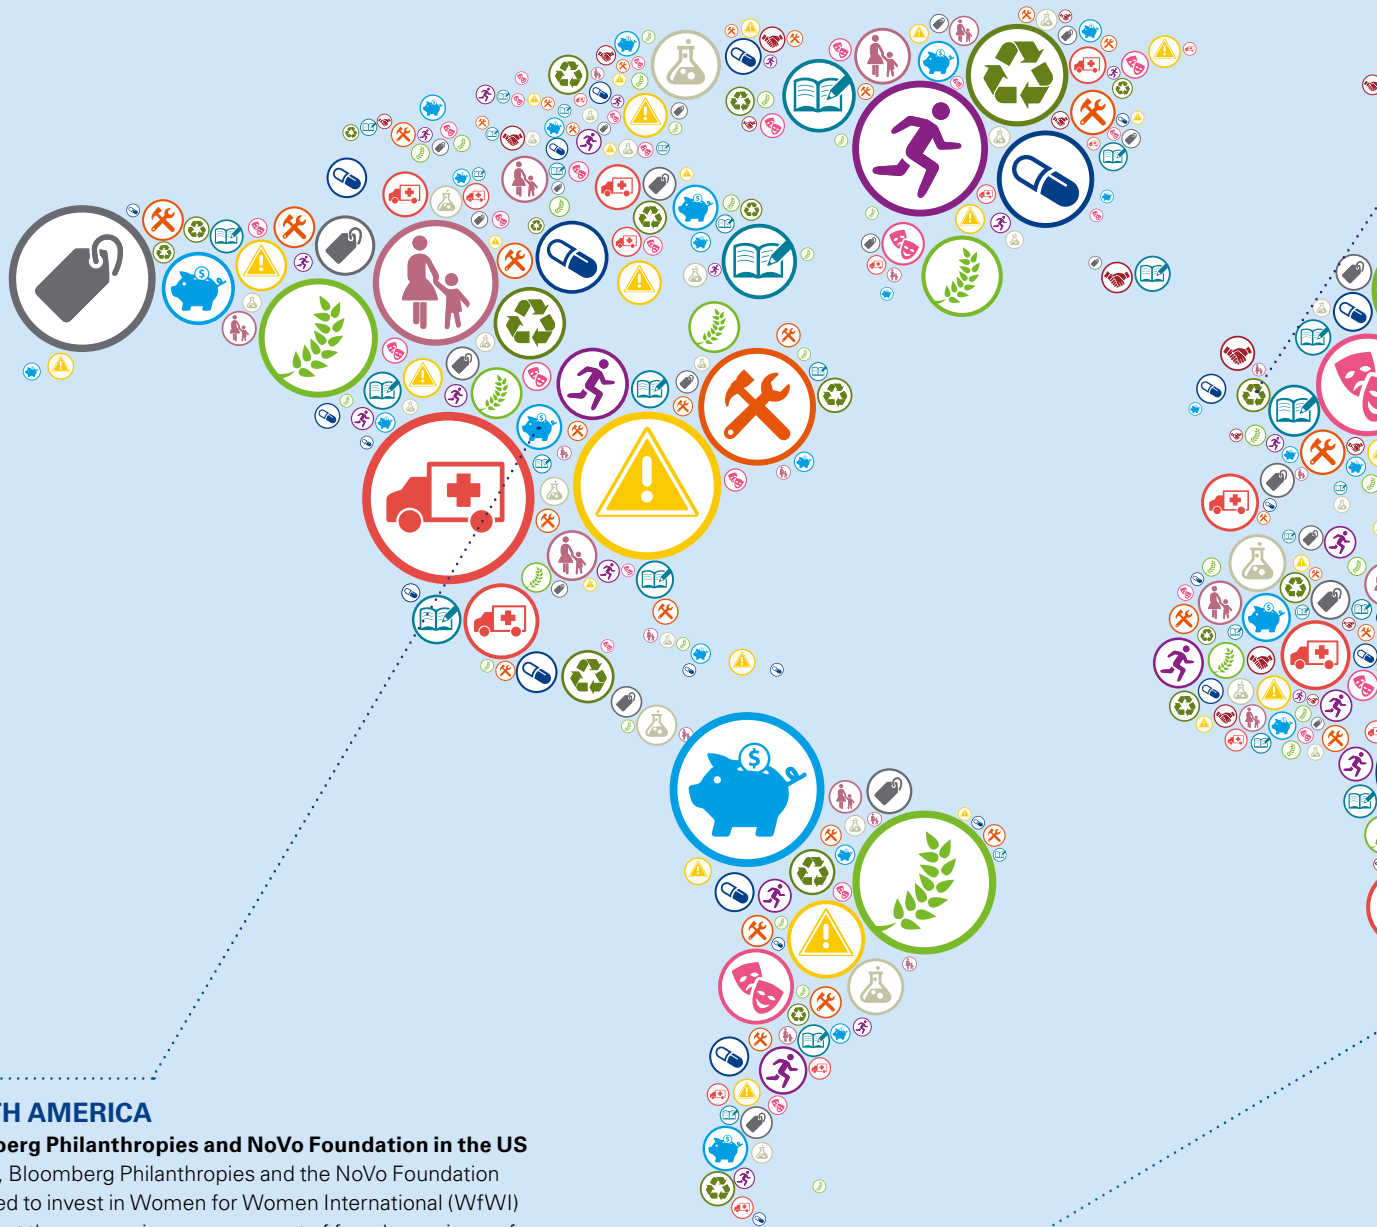 TH AMERICA
berg Philanthropies and NoVo Foundation in the US
, Bloomberg Philanthropies and the NoVo Foundation
ed to invest in Women for Women International (WfWI)